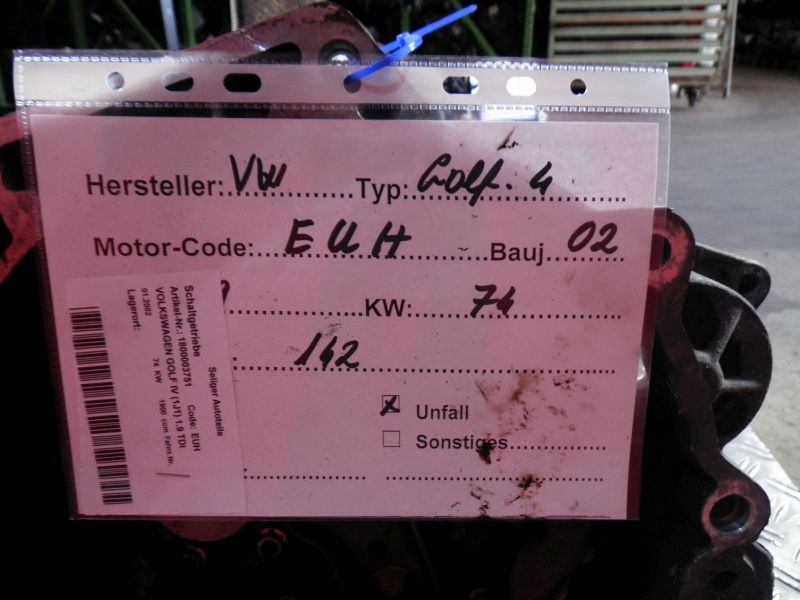 Hersteller: VW Typ: Golf. 4
Motor-Code: EUH Bauj 02
KW: 74
142
Unfall
Sonstiges
Seliger Autoteile
Schaltgetriebe Code: EUH
Artikel-Nr.: 1800003751
VOLKSWAGEN GOLF IV (1J1) 1.9 TDI
74 KW 1900 ccm Fahrz.Nr.
01.2002
Lagerort: